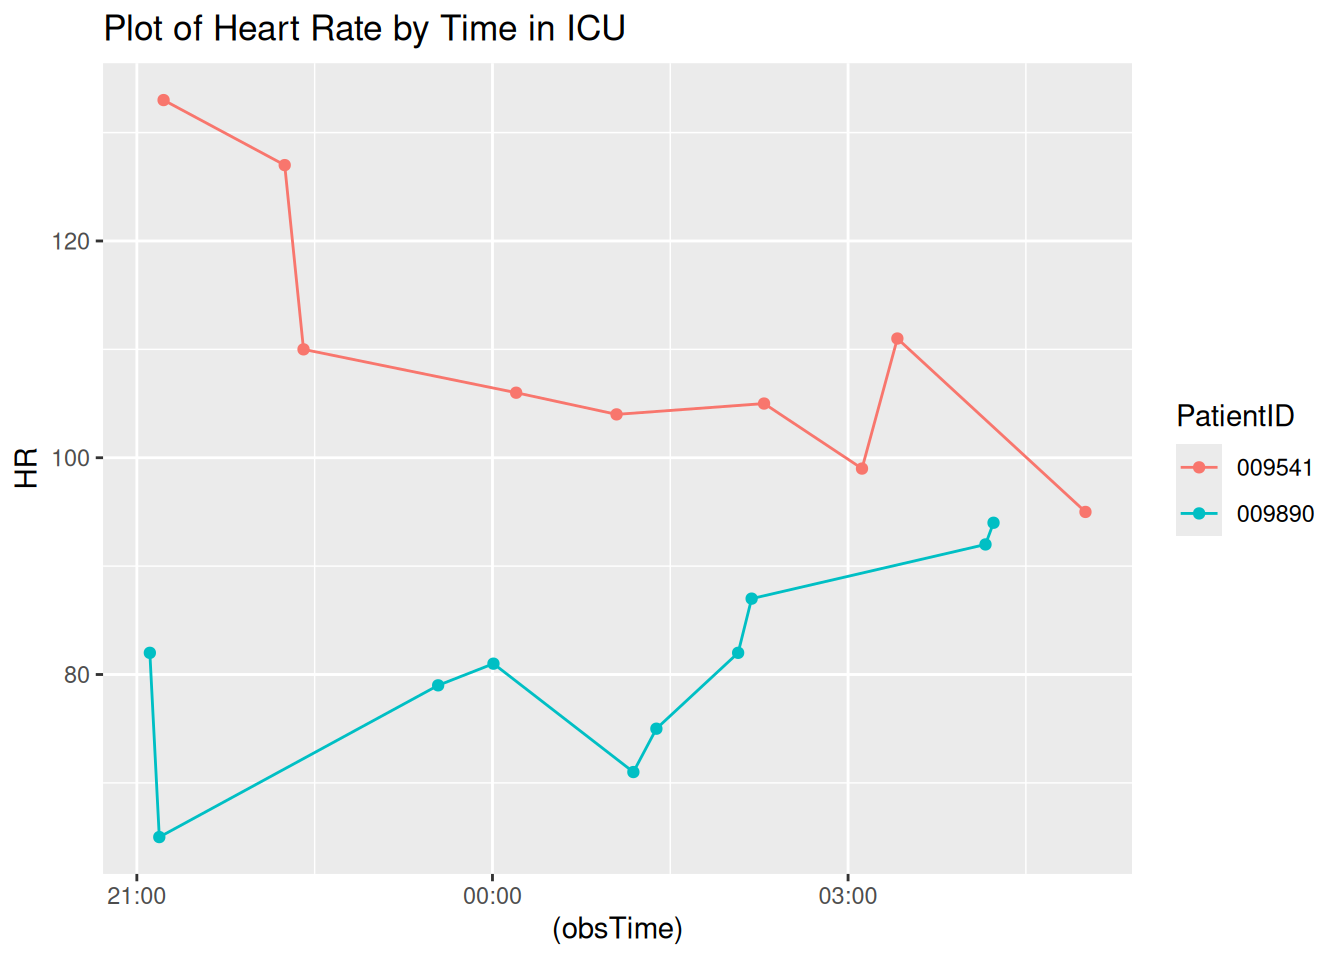 Plot of Heart Rate by Time in ICU
HR
120
100
80
21:00
00:00
03:00
(obsTime)
PatientID
009541
009890